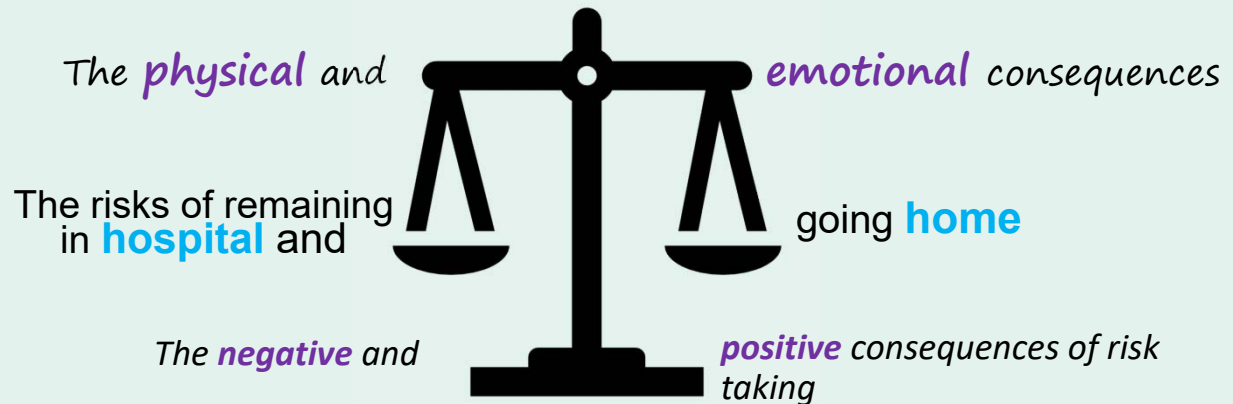 The physical and emotional consequences
The risks of remaining
in hospital and going home
The negative and positive consequences of risk
taking